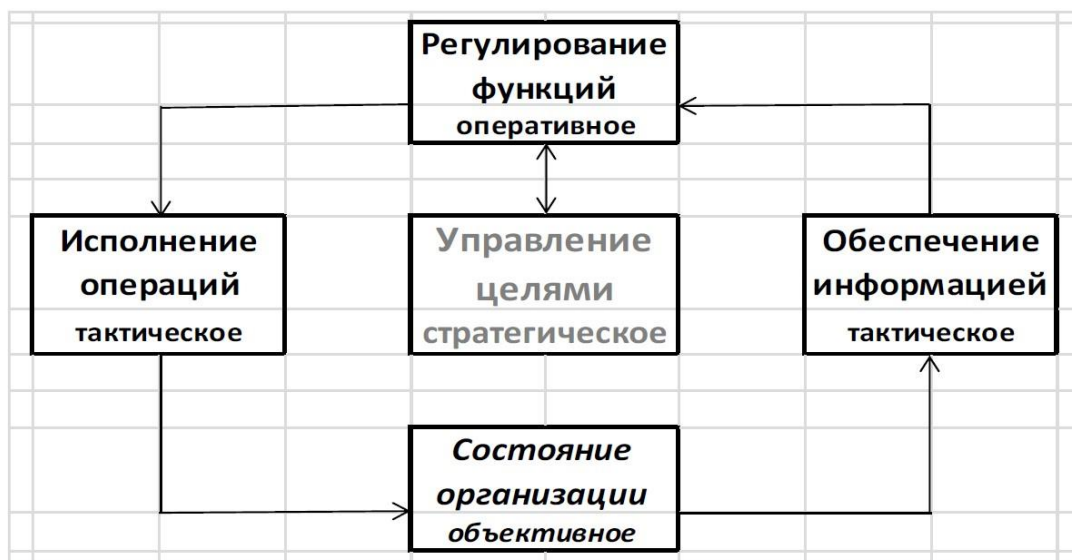 Регулирование
функций
оперативное
Исполнение
операций
тактическое
Управление
целями
стратегическое
Обеспечение
информацией
тактическое
Состояние
организации
объективное